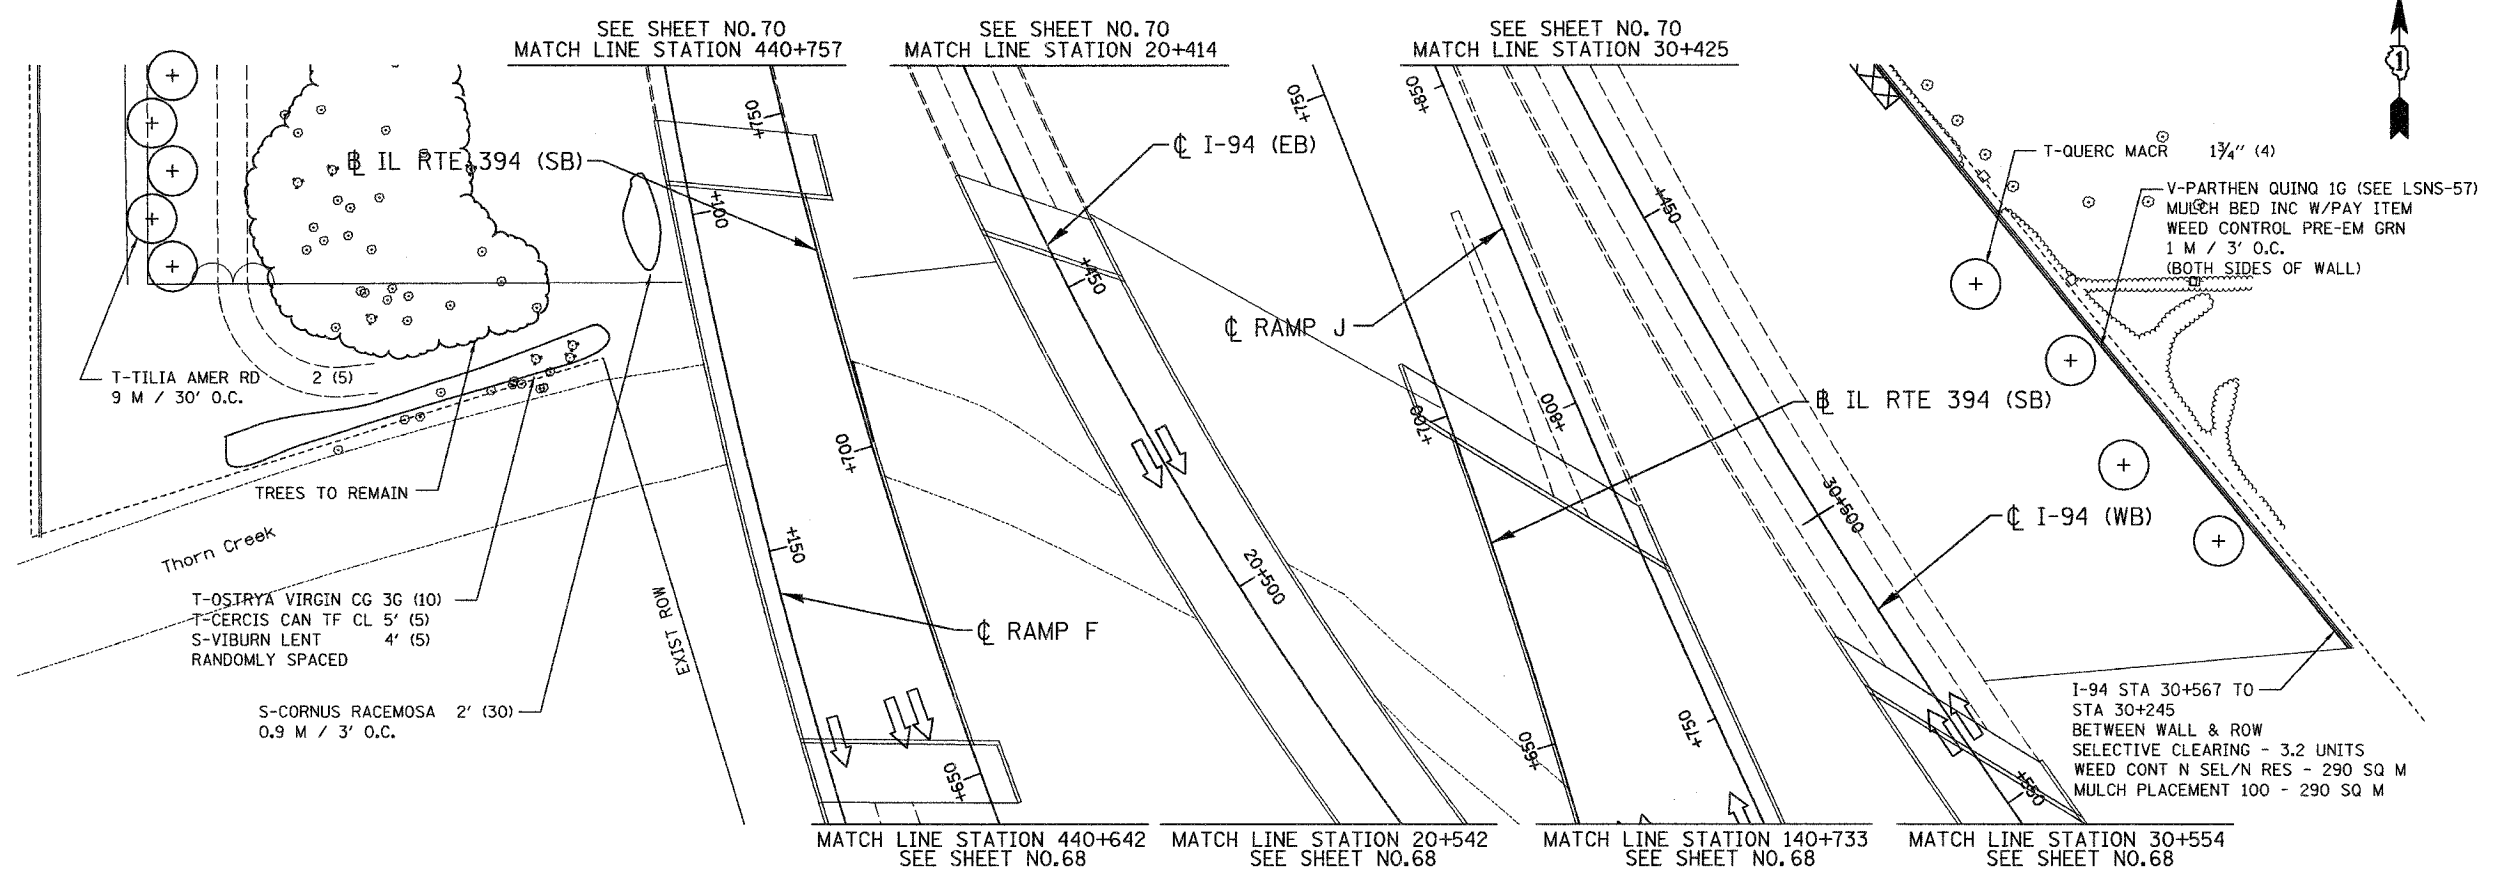 SEE SHEET NO.70
MATCH LINE STATION 440+757
SEE SHEET NO.70
MATCH LINE STATION 20+414
SEE SHEET NO.70
MATCH LINE STATION 30+425
1
+750
+100
+700
+150
+650
+450
20+500
+750
+700
+650
+850
+800
+750
+450
30+500
+550
℄ I-94 (EB)
B IL RTE 394 (SB)
℄ RAMP J
B IL RTE 394 (SB)
℄ I-94 (WB)
℄ RAMP F
T-QUERC MACR 1¾" (4)
V-PARTHEN QUINQ 1G (SEE LSNS-57)
MULCH BED INC W/PAY ITEM
WEED CONTROL PRE-EM GRN
1 M / 3' O.C.
(BOTH SIDES OF WALL)
T-TILIA AMER RD 2 (5)
9 M / 30' O.C.
TREES TO REMAIN
Thorn Creek
T-OSTRYA VIRGIN CG 3G (10)
T-CERCIS CAN TF CL 5' (5)
S-VIBURN LENT 4' (5)
RANDOMLY SPACED
EXIST ROW
S-CORNUS RACEMOSA 2' (30)
0.9 M / 3' O.C.
I-94 STA 30+567 TO
STA 30+245
BETWEEN WALL & ROW
SELECTIVE CLEARING - 3.2 UNITS
WEED CONT N SEL/N RES - 290 SQ M
MULCH PLACEMENT 100 - 290 SQ M
MATCH LINE STATION 440+642
SEE SHEET NO.68
MATCH LINE STATION 20+542
SEE SHEET NO.68
MATCH LINE STATION 140+733
SEE SHEET NO.68
MATCH LINE STATION 30+554
SEE SHEET NO.68